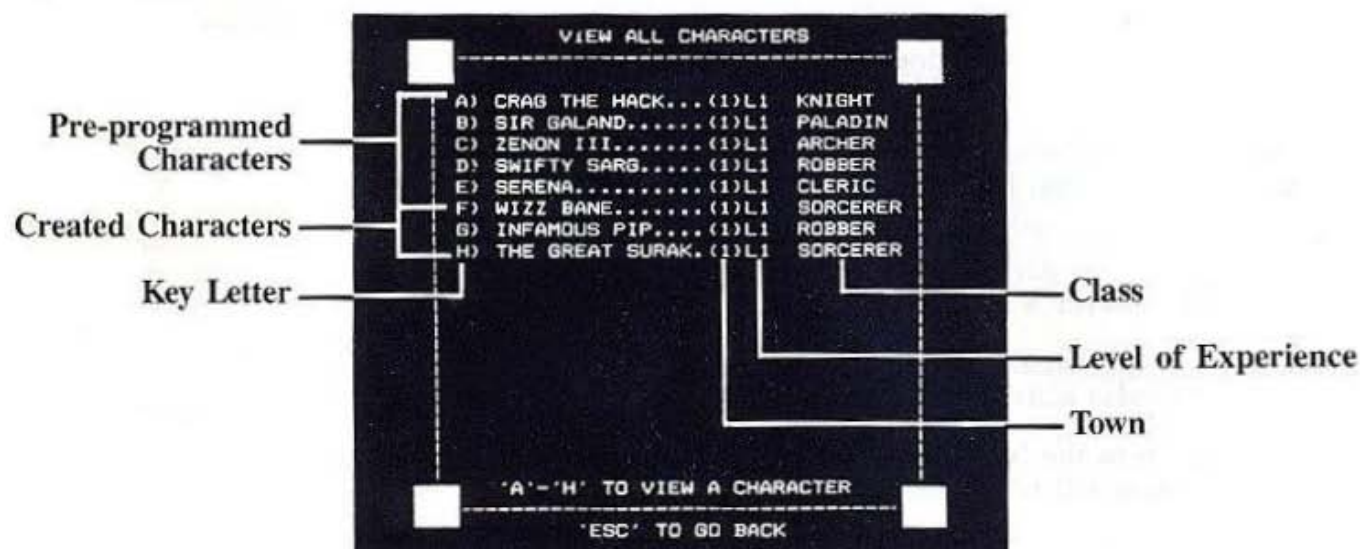 VIEW ALL CHARACTERS
A) CRAG THE HACK...(1)L1 KNIGHT
B) SIR GALAND......(1)L1 PALADIN
C) ZENON III.......(1)L1 ARCHER
D) SWIFTY SARG.....(1)L1 ROBBER
E) SERENA..........(1)L1 CLERIC
F) WIZZ BANE.......(1)L1 SORCERER
G) INFAMOUS PIP....(1)L1 ROBBER
H) THE GREAT SURAK.(1)L1 SORCERER
'A'-'H' TO VIEW A CHARACTER
'ESC' TO GO BACK
Pre-programmed
Characters
Created Characters
Key Letter
Class
Level of Experience
Town